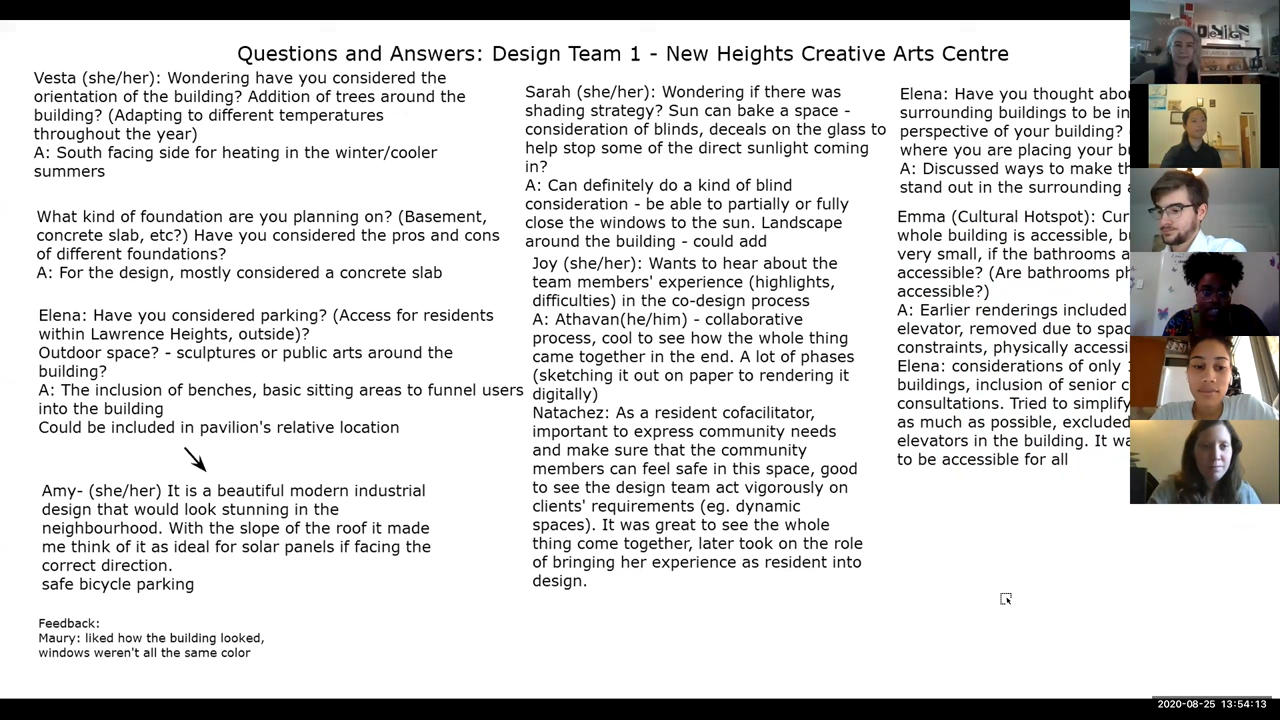 Questions and Answers: Design Team 1 - New Heights Creative Arts Centre
Vesta (she/her): Wondering have you considered the
orientation of the building? Addition of trees around the
building? (Adapting to different temperatures
throughout the year)
A: South facing side for heating in the winter/cooler
summers
What kind of foundation are you planning on? (Basement,
concrete slab, etc?) Have you considered the pros and cons
of different foundations?
A: For the design, mostly considered a concrete slab
Elena: Have you considered parking? (Access for residents
within Lawrence Heights, outside)?
Outdoor space? - sculptures or public arts around the
building?
A: The inclusion of benches, basic sitting areas to funnel users
into the building
Could be included in pavilion's relative location
Amy- (she/her) It is a beautiful modern industrial
design that would look stunning in the
neighbourhood. With the slope of the roof it made
me think of it as ideal for solar panels if facing the
correct direction.
safe bicycle parking
Feedback:
Maury: liked how the building looked,
windows weren't all the same color
Sarah (she/her): Wondering if there was
shading strategy? Sun can bake a space -
consideration of blinds, deceals on the glass to
help stop some of the direct sunlight coming
in?
A: Can definitely do a kind of blind
consideration - be able to partially or fully
close the windows to the sun. Landscape
around the building - could add
Joy (she/her): Wants to hear about the
team members' experience (highlights,
difficulties) in the co-design process
A: Athavan(he/him) - collaborative
process, cool to see how the whole thing
came together in the end. A lot of phases
(sketching it out on paper to rendering it
digitally)
Natachez: As a resident cofacilitator,
important to express community needs
and make sure that the community
members can feel safe in this space, good
to see the design team act vigorously on
clients' requirements (eg. dynamic
spaces). It was great to see the whole
thing come together, later took on the role
of bringing her experience as resident into
design.
Elena: Have you thought
surrounding buildings to be in
perspective of your building?
where you are placing your
A: Discussed ways to make
stand out in the surrounding
Emma (Cultural Hotspot):
whole building is accessible,
very small, if the bathrooms
accessible? (Are bathrooms
accessible?)
A: Earlier renderings included
elevator, removed due to
constraints, physically
Elena: considerations of only
buildings, inclusion of senior
consultations. Tried to simplify
as much as possible, excluded
elevators in the building. It
to be accessible for all
2020-08-25 13:54:13